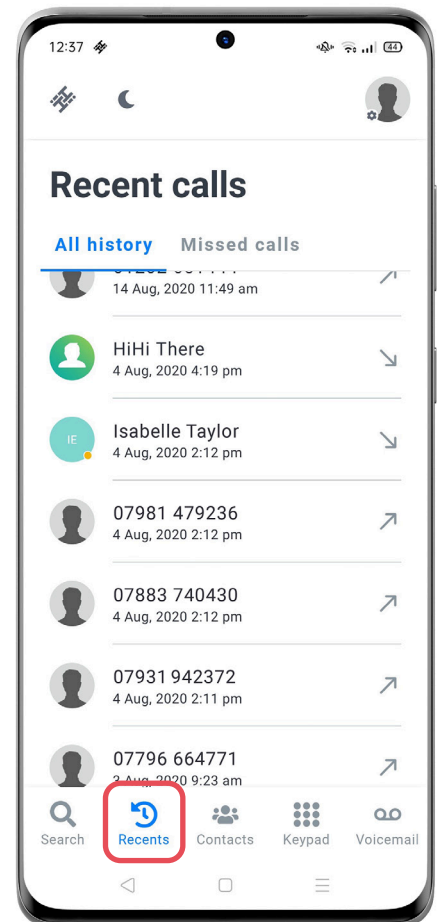 12:37
44
Recent calls
All history Missed calls
14 Aug, 2020 11:49 am
HiHi There
4 Aug, 2020 4:19 pm
IE
Isabelle Taylor
4 Aug, 2020 2:12 pm
07981 479236
4 Aug, 2020 2:12 pm
07883 740430
4 Aug, 2020 2:12 pm
07931 942372
4 Aug, 2020 2:11 pm
07796 664771
3 Aug, 2020 9:23 am
Search Recents Contacts Keypad Voicemail